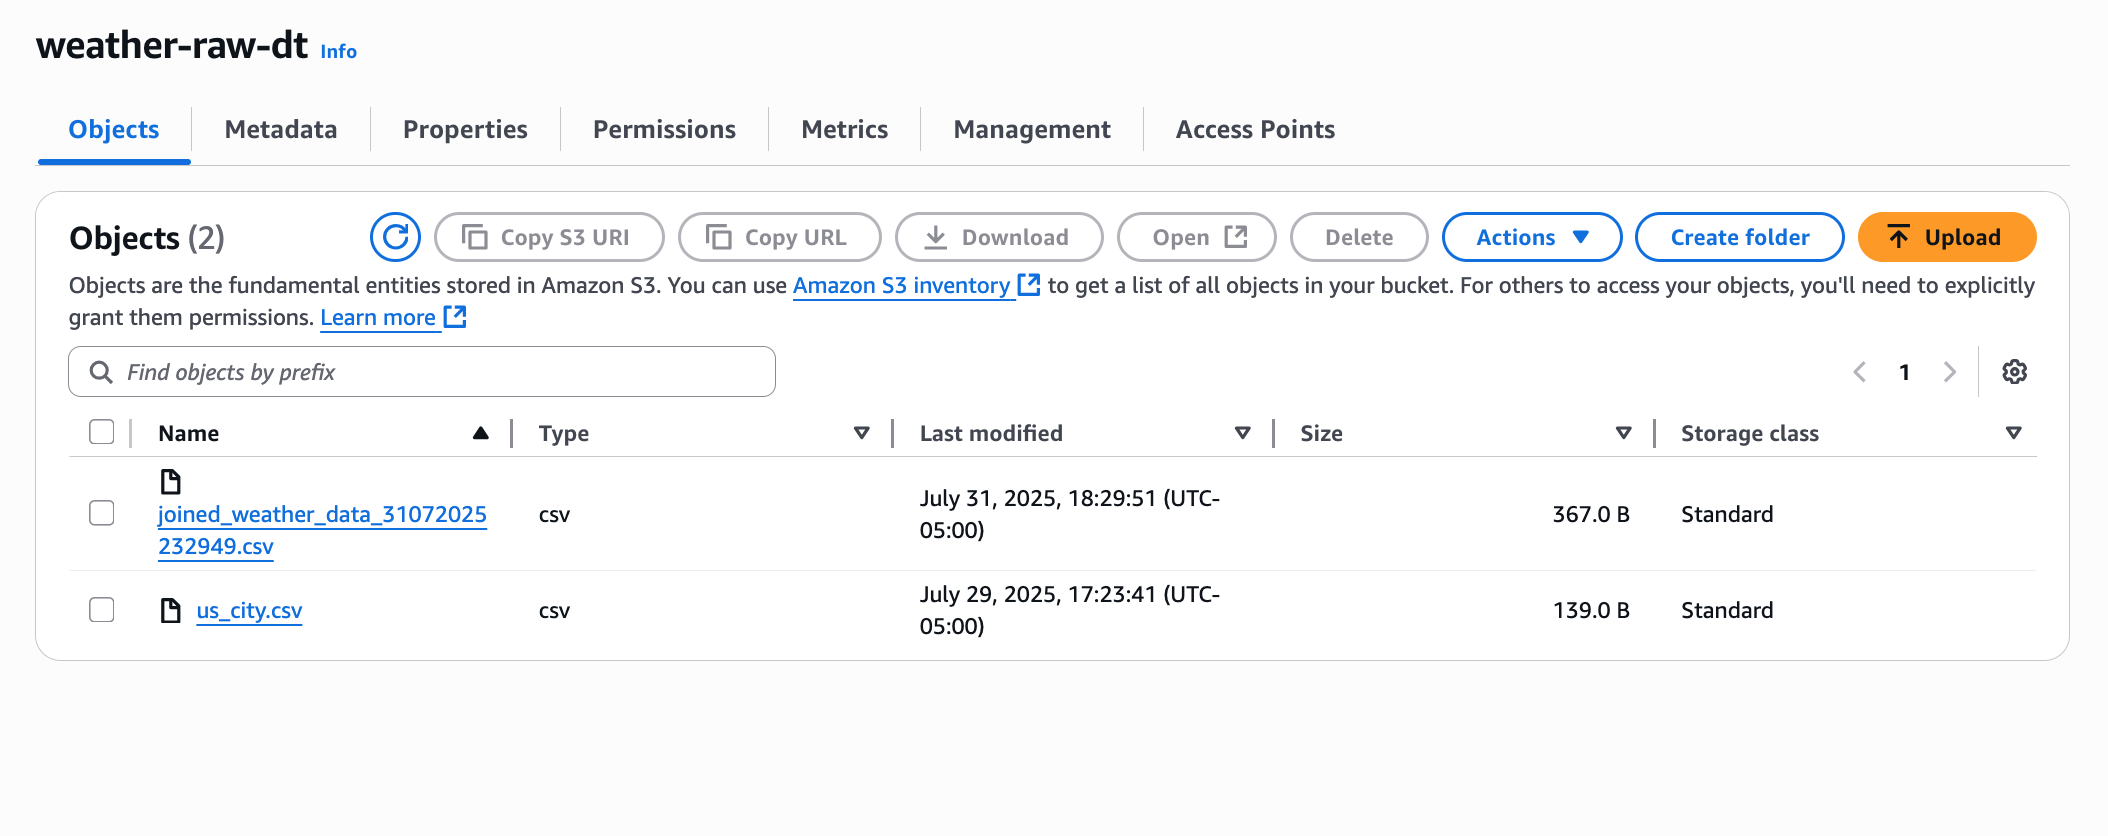 weather-raw-dt Info
Objects Metadata Properties Permissions Metrics Management Access Points
Objects (2) Copy S3 URI Copy URL Download Open Delete Actions Create folder Upload
Objects are the fundamental entities stored in Amazon S3. You can use Amazon S3 inventory to get a list of all objects in your bucket. For others to access your objects, you'll need to explicitly
grant them permissions. Learn more
Find objects by prefix 1
Name Type Last modified Size Storage class
joined_weather_data_31072025
232949.csv csv July 31, 2025, 18:29:51 (UTC-
05:00) 367.0 B Standard
us_city.csv csv July 29, 2025, 17:23:41 (UTC-
05:00) 139.0 B Standard